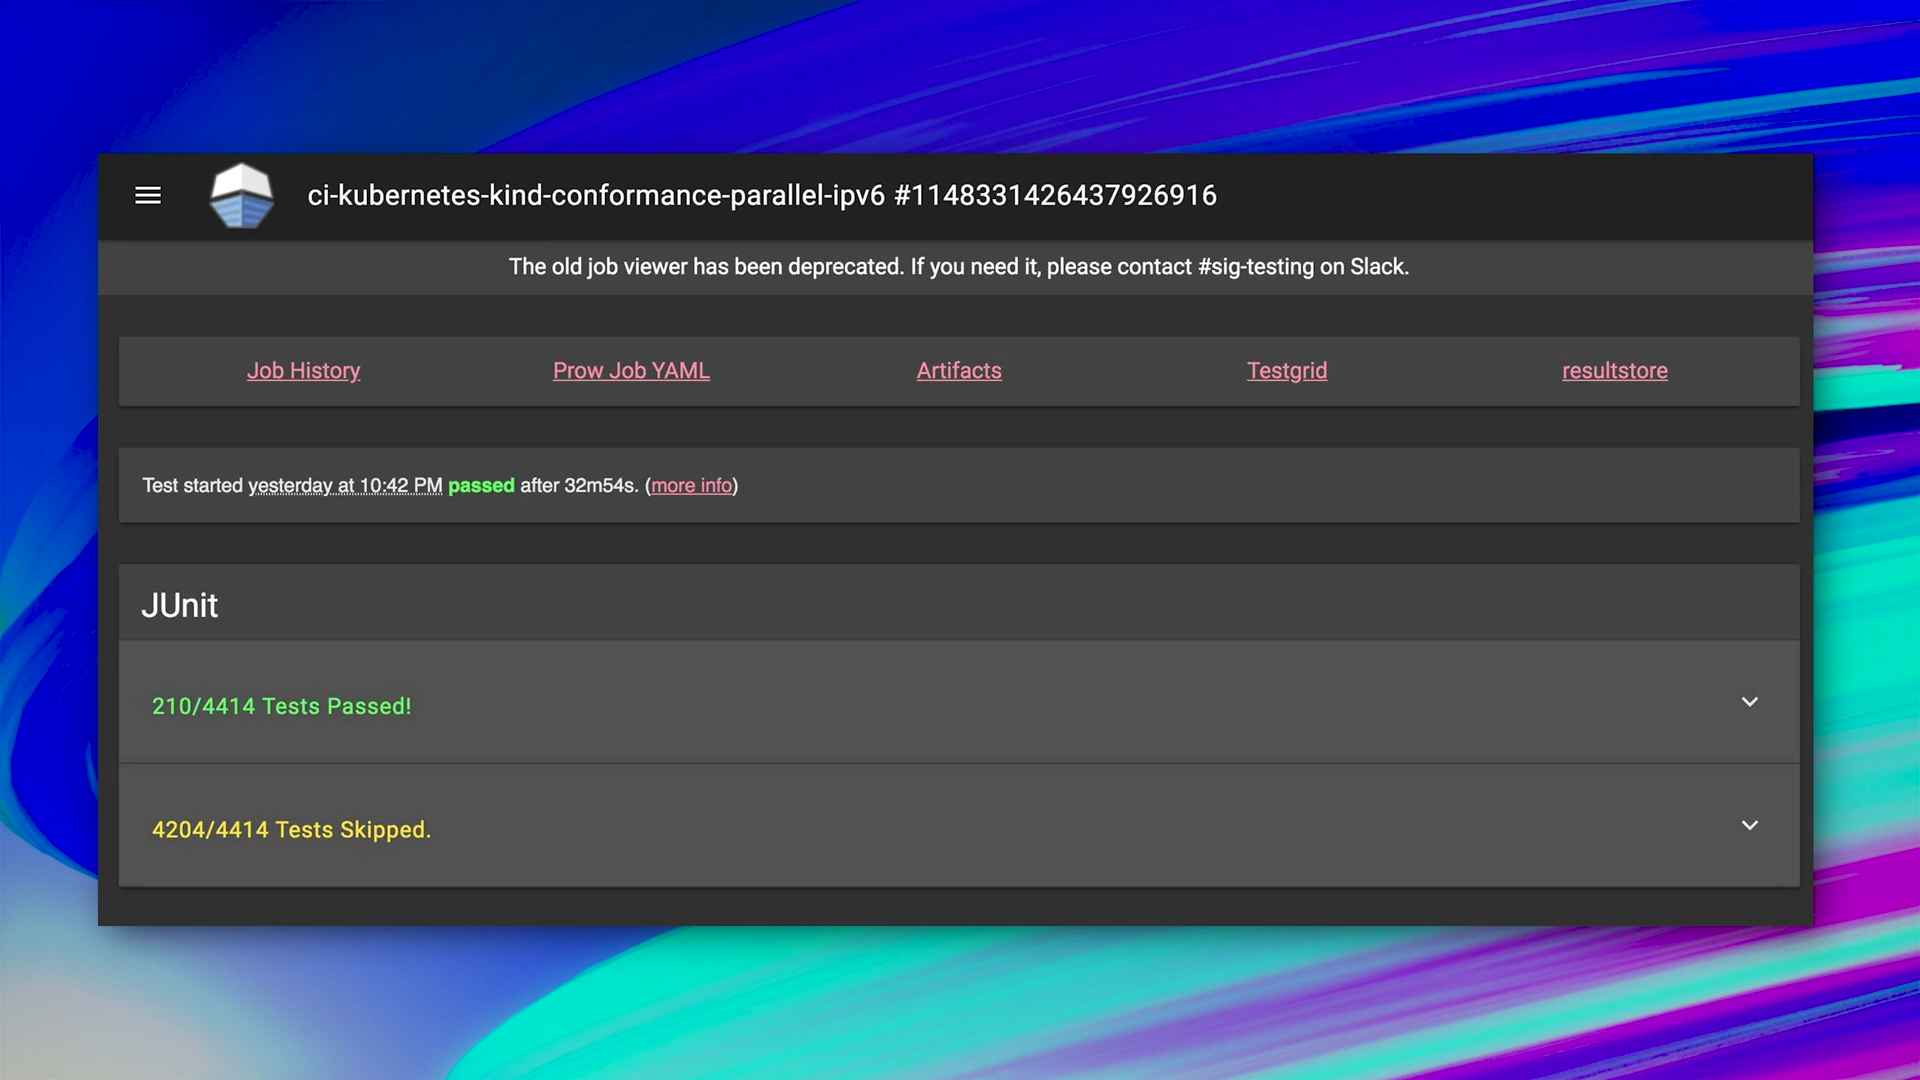 ci-kubernetes-kind-conformance-parallel-ipv6 #1148331426437926916
The old job viewer has been deprecated. If you need it, please contact #sig-testing on Slack.
Job History Prow Job YAML Artifacts Testgrid resultstore
Test started yesterday at 10:42 PM passed after 32m54s. (more info)
JUnit
210/4414 Tests Passed!
4204/4414 Tests Skipped.